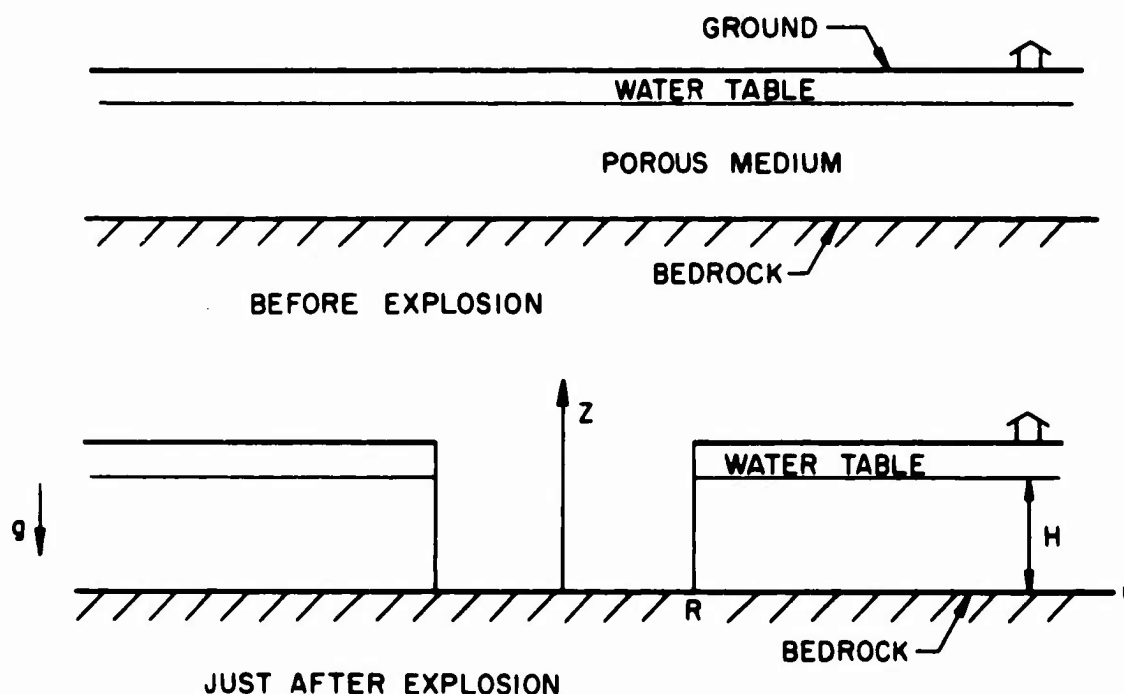 GROUND
WATER TABLE
POROUS MEDIUM
BEDROCK
BEFORE EXPLOSION
Z
WATER TABLE
g
H
R
BEDROCK
JUST AFTER EXPLOSION